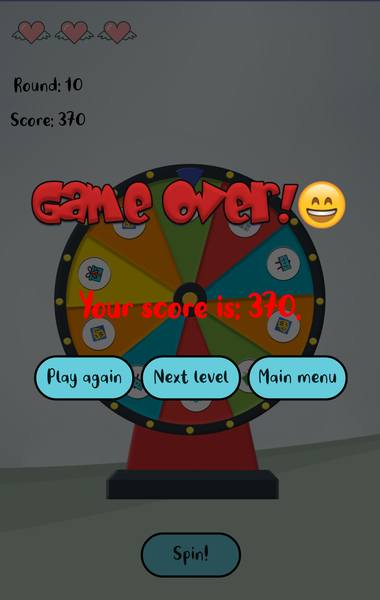 Round: 10
Score: 370
Game Over!
Your score is: 370.
Play again
Next level
Main menu
Spin!